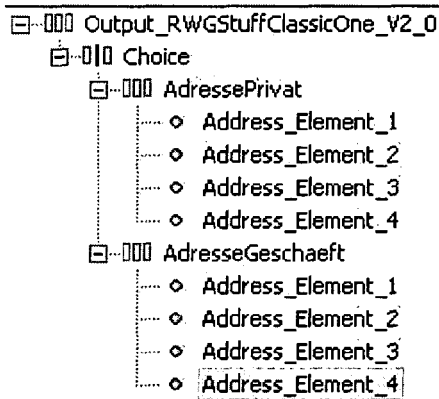 Output_RWGStuffClassicOne_V2_0
Choice
AdressePrivat
Address_Element_1
Address_Element_2
Address_Element_3
Address_Element_4
AdresseGeschaeft
Address_Element_1
Address_Element_2
Address_Element_3
Address_Element_4